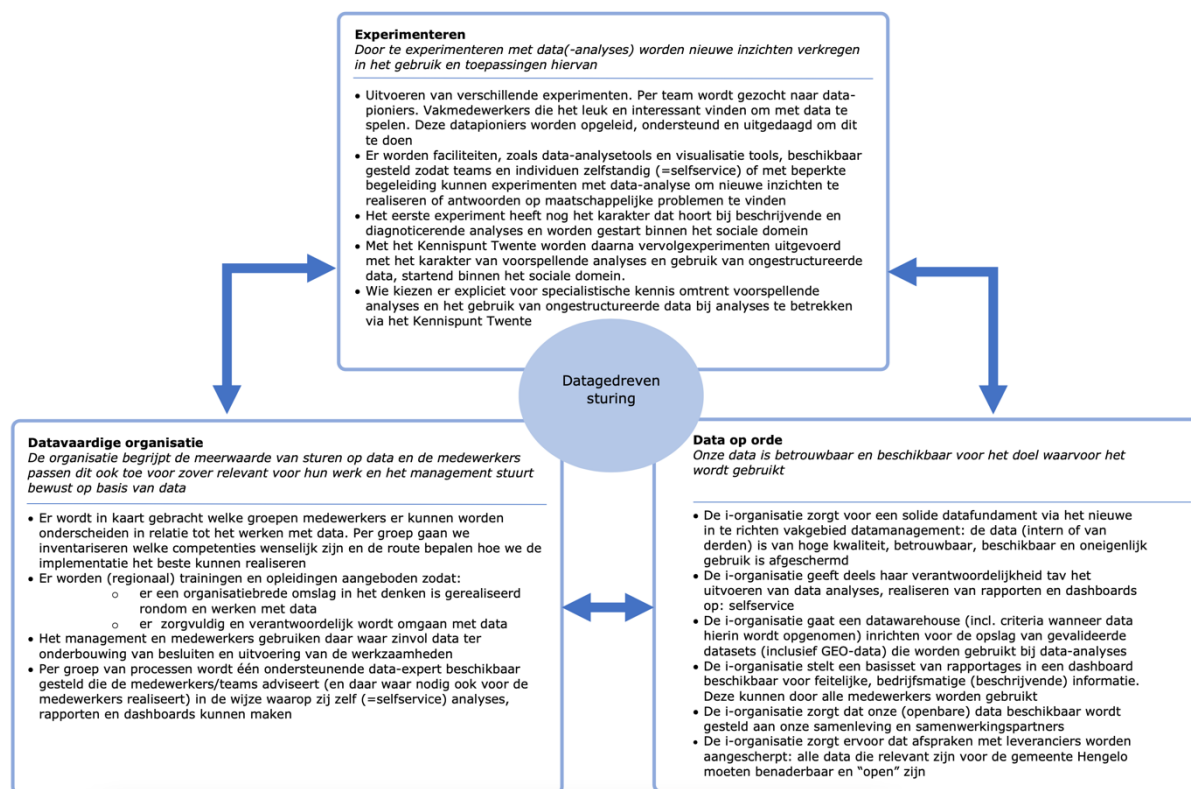 Experimenteren
Door te experimenteren met data(-analyses) worden nieuwe inzichten verkregen
in het gebruik en toepassingen hiervan
• Uitvoeren van verschillende experimenten. Per team wordt gezocht naar data-
pioniers. Vakmedewerkers die het leuk en interessant vinden om met data te
spelen. Deze datapioniers worden opgeleid, ondersteund en uitgedaagd om dit
te doen
• Er worden faciliteiten, zoals data-analysetools en visualisatie tools, beschikbaar
gesteld zodat teams en individuen zelfstandig (=selfservice) of met beperkte
begeleiding kunnen experimenten met data-analyse om nieuwe inzichten te
realiseren of antwoorden op maatschappelijke problemen te vinden
• Het eerste experiment heeft nog het karakter dat hoort bij beschrijvende en
diagnoticerende analyses en worden gestart binnen het sociale domein
• Met het Kennispunt Twente worden daarna vervolgexperimenten uitgevoerd
met het karakter van voorspellende analyses en gebruik van ongestructureerde
data, startend binnen het sociale domein.
• Wie kiezen er expliciet voor specialistische kennis omtrent voorspellende
analyses en het gebruik van ongestructureerde data bij analyses te betrekken
via het Kennispunt Twente
Datagedreven
sturing
Datavaardige organisatie
De organisatie begrijpt de meerwaarde van sturen op data en de medewerkers
passen dit ook toe voor zover relevant voor hun werk en het management stuurt
bewust op basis van data
• Er wordt in kaart gebracht welke groepen medewerkers er kunnen worden
onderscheiden in relatie tot het werken met data. Per groep gaan we
inventariseren welke competenties wenselijk zijn en de route bepalen hoe we de
implementatie het beste kunnen realiseren
• Er worden (regionaal) trainingen en opleidingen aangeboden zodat:
o er een organisatiebrede omslag in het denken is gerealiseerd
rondom en werken met data
o er zorgvuldig en verantwoordelijk wordt omgaan met data
• Het management en medewerkers gebruiken daar waar zinvol data ter
onderbouwing van besluiten en uitvoering van de werkzaamheden
• Per groep van processen wordt één ondersteunende data-expert beschikbaar
gesteld die de medewerkers/teams adviseert (en daar waar nodig ook voor de
medewerkers realiseert) in de wijze waarop zij zelf (=selfservice) analyses,
rapporten en dashboards kunnen maken
Data op orde
Onze data is betrouwbaar en beschikbaar voor het doel waarvoor het
wordt gebruikt
• De i-organisatie zorgt voor een solide datafundament via het nieuwe
in te richten vakgebied datamanagement: de data (intern of van
derden) is van hoge kwaliteit, betrouwbaar, beschikbaar en oneigenlijk
gebruik is afgeschermd
• De i-organisatie geeft deels haar verantwoordelijkheid tav het
uitvoeren van data analyses, realiseren van rapporten en dashboards
op: selfservice
• De i-organisatie gaat een datawarehouse (incl. criteria wanneer data
hierin wordt opgenomen) inrichten voor de opslag van gevalideerde
datasets (inclusief GEO-data) die worden gebruikt bij data-analyses
• De i-organisatie stelt een basisset van rapportages in een dashboard
beschikbaar voor feitelijke, bedrijfsmatige (beschrijvende) informatie.
Deze kunnen door alle medewerkers worden gebruikt
• De i-organisatie zorgt dat onze (openbare) data beschikbaar wordt
gesteld aan onze samenleving en samenwerkingspartners
• De i-organisatie zorgt ervoor dat afspraken met leveranciers worden
aangescherpt: alle data die relevant zijn voor de gemeente Hengelo
moeten benaderbaar en “open” zijn